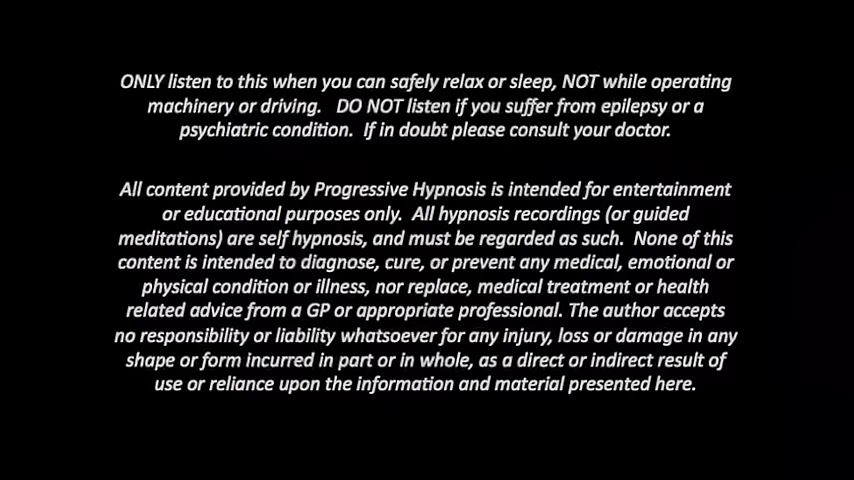 ONLY listen to this when you can safely relax or sleep, NOT while operating
machinery or driving.   DO NOT listen if you suffer from epilepsy or a
psychiatric condition.  If in doubt please consult your doctor.
All content provided by Progressive Hypnosis is intended for entertainment
or educational purposes only.  All hypnosis recordings (or guided
meditations) are self hypnosis, and must be regarded as such.  None of this
content is intended to diagnose, cure, or prevent any medical, emotional or
physical condition or illness, nor replace, medical treatment or health
related advice from a GP or appropriate professional. The author accepts
no responsibility or liability whatsoever for any injury, loss or damage in any
shape or form incurred in part or in whole, as a direct or indirect result of
use or reliance upon the information and material presented here.